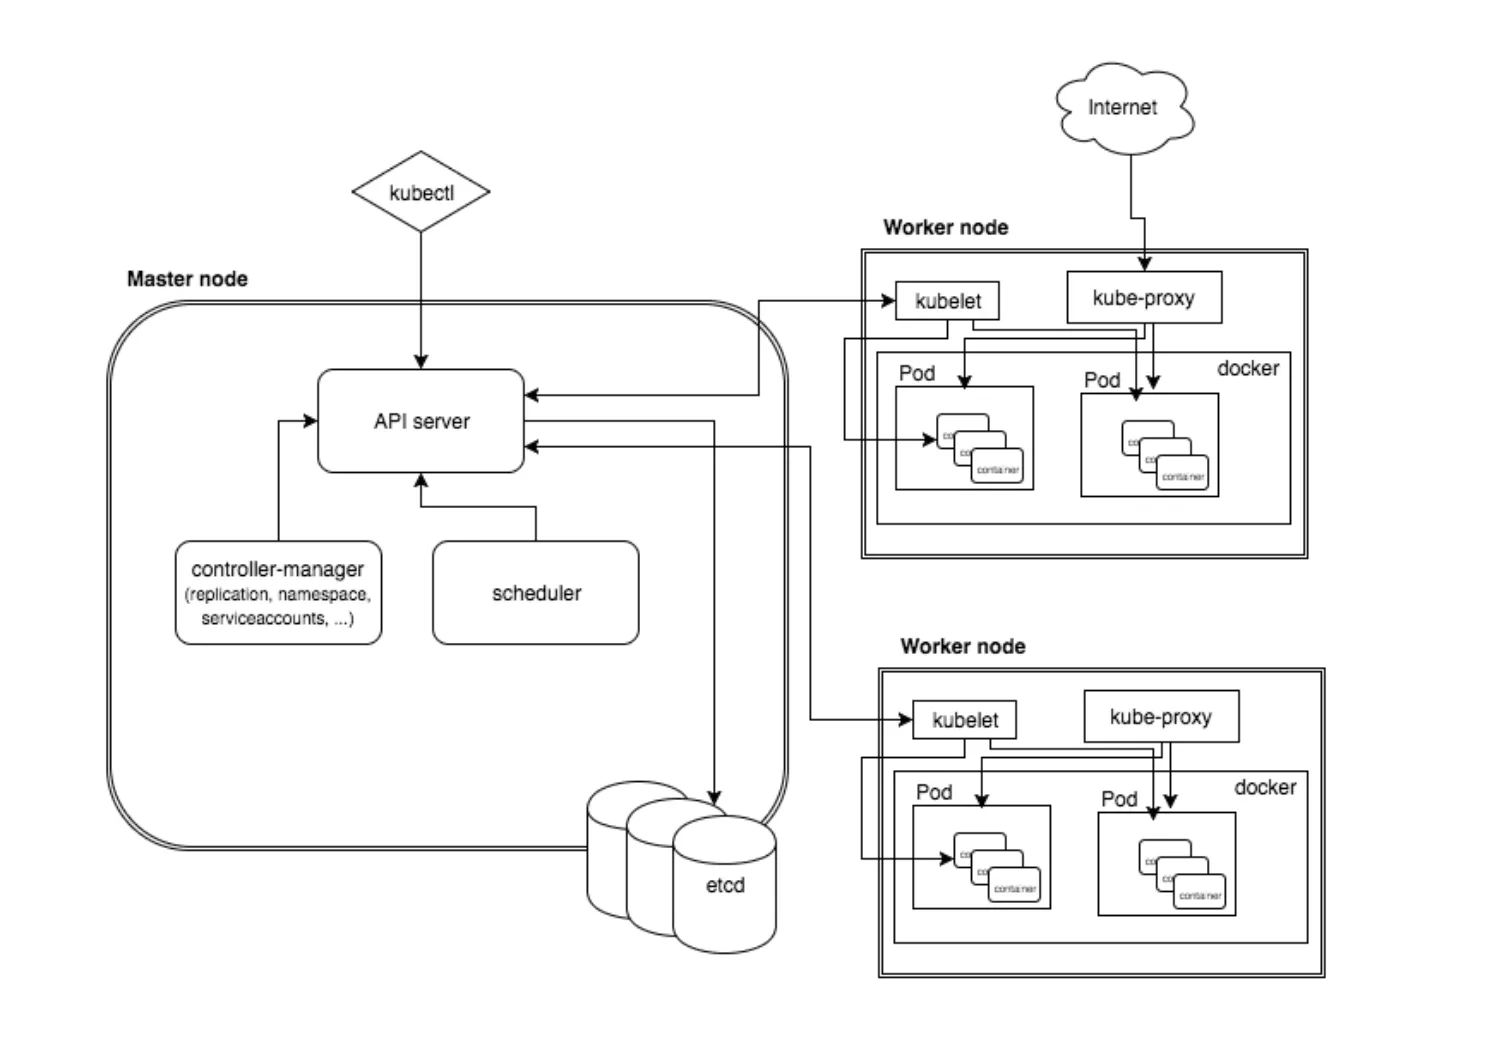 Internet
kubectl
Worker node
Master node
kubelet
kube-proxy
docker
Pod
Pod
API server
co
c
container
co
co
container
controller-manager
(replication, namespace,
serviceaccounts, ...)
scheduler
Worker node
kubelet
kube-proxy
docker
Pod
Pod
co
c
container
co
co
container
etcd